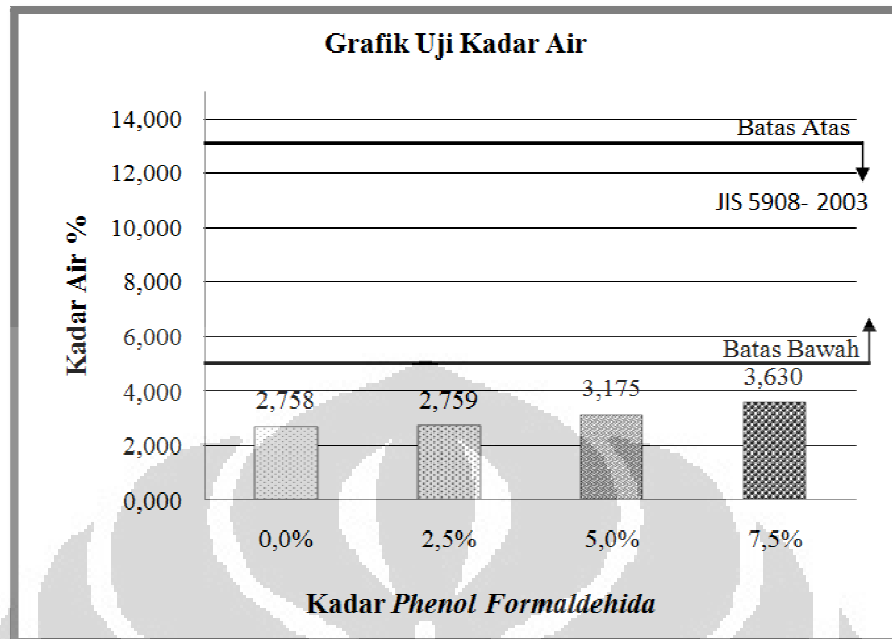 Grafik Uji Kadar Air
Kadar Air %
14,000
12,000
10,000
8,000
6,000
4,000
2,000
0,000
Batas Atas
JIS 5908- 2003
Batas Bawah
2,758
2,759
3,175
3,630
0,0%
2,5%
5,0%
7,5%
Kadar Phenol Formaldehida